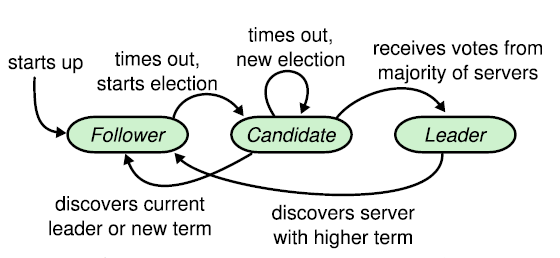 starts up
times out,
starts election
times out,
new election
receives votes from
majority of servers
Follower
Candidate
Leader
discovers current
leader or new term
discovers server
with higher term